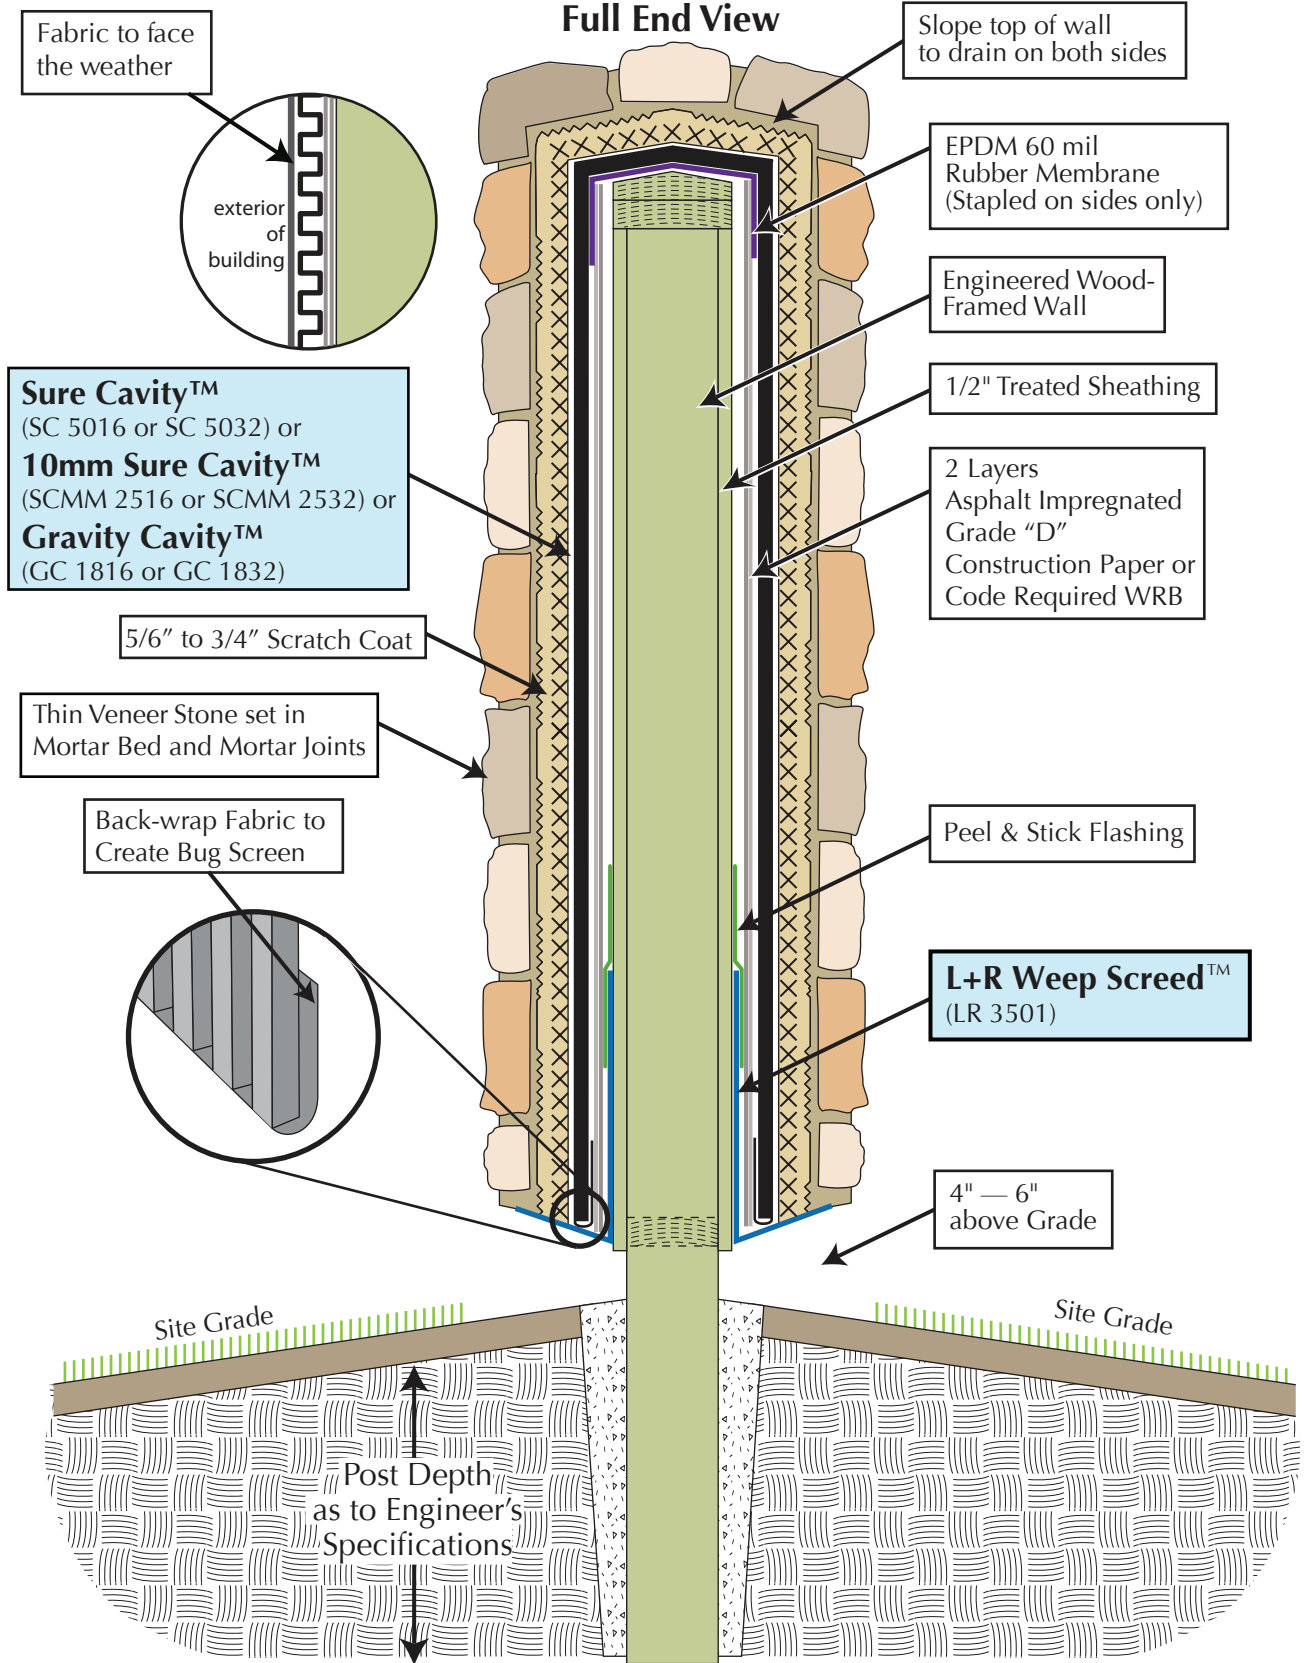 Full End View
Fabric to face
the weather
Slope top of wall
to drain on both sides
EPDM 60 mil
Rubber Membrane
(Stapled on sides only)
exterior
of
building
Engineered Wood-
Framed Wall
Sure Cavity™
(SC 5016 or SC 5032) or
10mm Sure Cavity™
(SCMM 2516 or SCMM 2532) or
Gravity Cavity™
(GC 1816 or GC 1832)
1/2" Treated Sheathing
2 Layers
Asphalt Impregnated
Grade “D”
Construction Paper or
Code Required WRB
5/6” to 3/4” Scratch Coat
Thin Veneer Stone set in
Mortar Bed and Mortar Joints
Back-wrap Fabric to
Create Bug Screen
Peel & Stick Flashing
L+R Weep Screed™
(LR 3501)
4" — 6"
above Grade
Site Grade
Site Grade
Post Depth
as to Engineer’s
Specifications